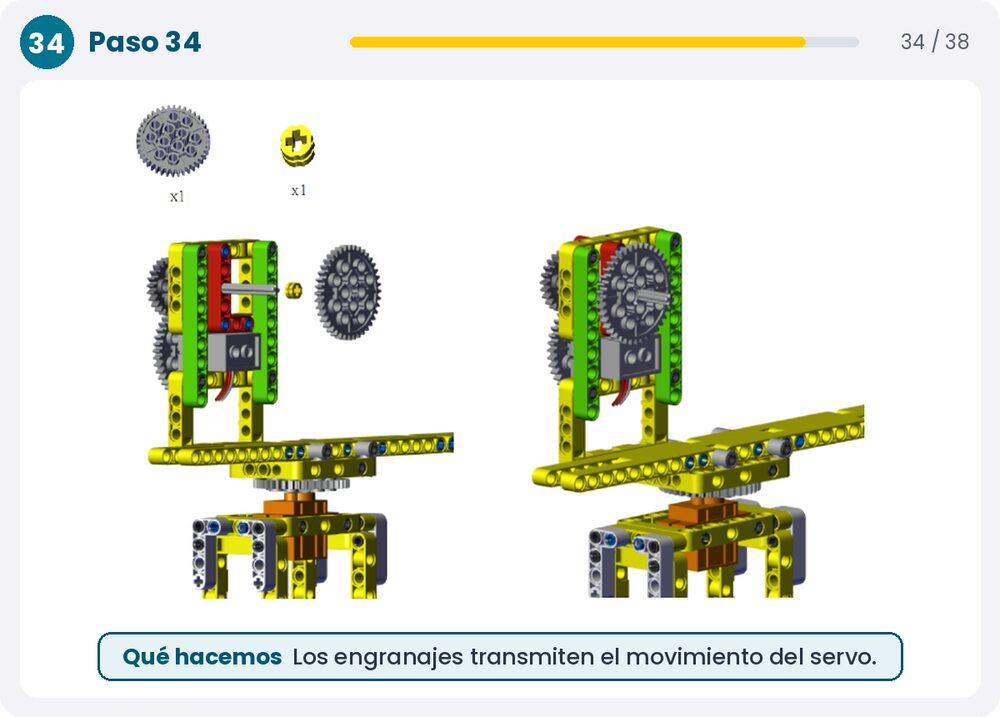 34 Paso 34
34 / 38
x1
x1
Qué hacemos Los engranajes transmiten el movimiento del servo.